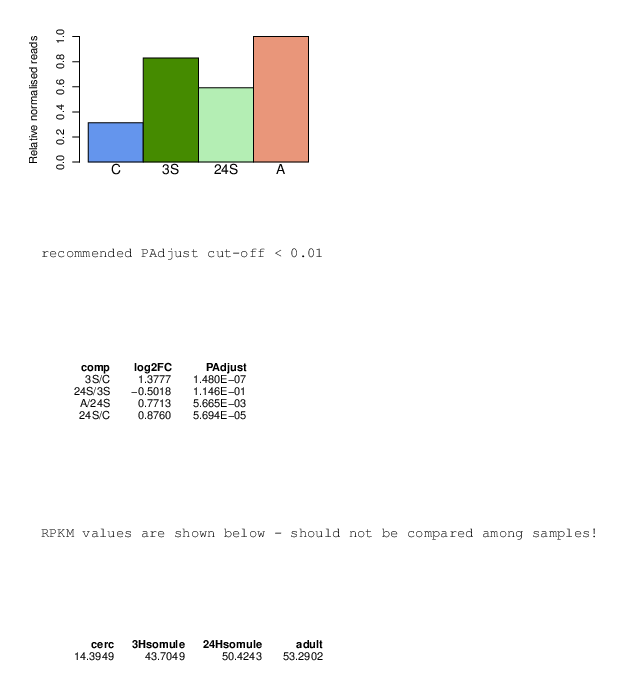 Relative normalised reads
1.0
0.8
0.6
0.4
0.2
0.0
C 3S 24S A
recommended PAdjust cut-off < 0.01
comp log2FC PAdjust
3S/C 1.3777 1.480E−07
24S/3S −0.5018 1.146E−01
A/24S 0.7713 5.665E−03
24S/C 0.8760 5.694E−05
RPKM values are shown below - should not be compared among samples!
cerc 3Hsomule 24Hsomule adult
14.3949 43.7049 50.4243 53.2902